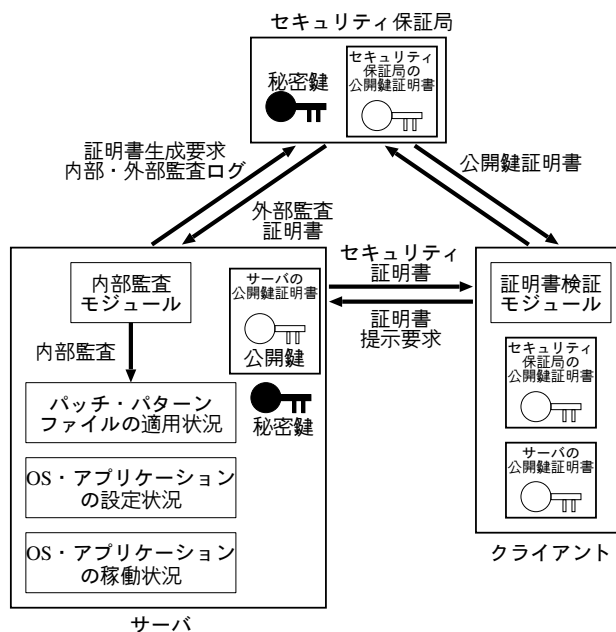 セキュリティ保証局
秘密鍵
セキュリティ
保証局の
公開鍵証明書
証明書生成要求
内部・外部監査ログ
公開鍵証明書
外部監査
証明書
内部監査
モジュール
サーバの
公開鍵証明書
公開鍵
セキュリティ
証明書
証明書
提示要求
証明書検証
モジュール
内部監査
セキュリティ
保証局の
公開鍵証明書
パッチ・パターン
ファイルの適用状況
秘密鍵
サーバの
公開鍵証明書
OS・アプリケーション
の設定状況
OS・アプリケーション
の稼働状況
クライアント
サーバ